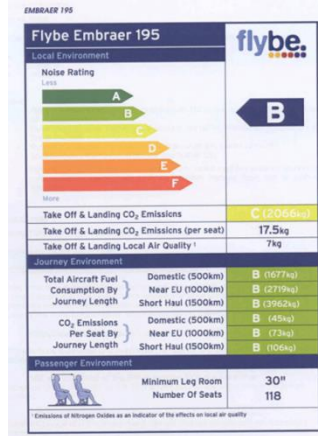 EMBRAER 195
Flybe Embraer 195
flybe.
Local Environment
Noise Rating
Less
A
B
C
D
E
F
More
B
Take Off & Landing CO₂ Emissions C (2066kg)
Take Off & Landing CO₂ Emissions (per seat) 17.5kg
Take Off & Landing Local Air Quality ¹ 7kg
Journey Environment
Total Aircraft Fuel Consumption By Journey Length } Domestic (500km) B (1677kg)
Near EU (1000km) B (2719kg)
Short Haul (1500km) B (3962kg)
CO₂ Emissions Per Seat By Journey Length } Domestic (500km) B (45kg)
Near EU (1000km) B (73kg)
Short Haul (1500km) B (106kg)
Passenger Environment
Minimum Leg Room 30"
Number Of Seats 118
¹ Emissions of Nitrogen Oxides as an indicator of the effects on local air quality